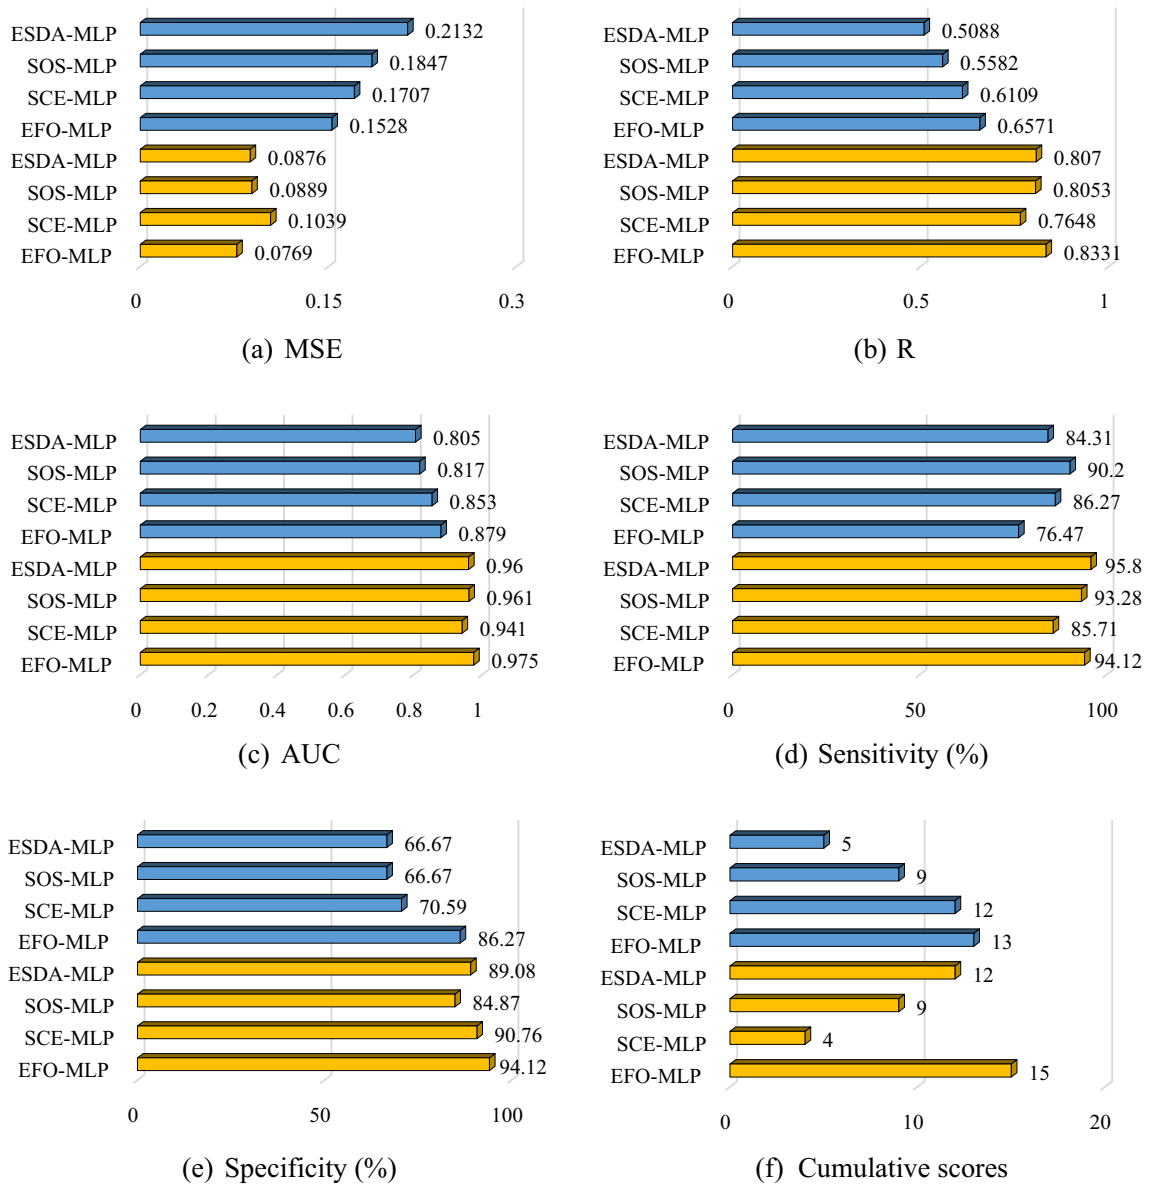 ESDA-MLP 0.2132
SOS-MLP 0.1847
SCE-MLP 0.1707
EFO-MLP 0.1528
ESDA-MLP 0.0876
SOS-MLP 0.0889
SCE-MLP 0.1039
EFO-MLP 0.0769
0 0.15 0.3
(a) MSE
ESDA-MLP 0.5088
SOS-MLP 0.5582
SCE-MLP 0.6109
EFO-MLP 0.6571
ESDA-MLP 0.807
SOS-MLP 0.8053
SCE-MLP 0.7648
EFO-MLP 0.8331
0 0.5 1
(b) R
ESDA-MLP 0.805
SOS-MLP 0.817
SCE-MLP 0.853
EFO-MLP 0.879
ESDA-MLP 0.96
SOS-MLP 0.961
SCE-MLP 0.941
EFO-MLP 0.975
0 0.2 0.4 0.6 0.8 1
(c) AUC
ESDA-MLP 84.31
SOS-MLP 90.2
SCE-MLP 86.27
EFO-MLP 76.47
ESDA-MLP 95.8
SOS-MLP 93.28
SCE-MLP 85.71
EFO-MLP 94.12
0 50 100
(d) Sensitivity (%)
ESDA-MLP 66.67
SOS-MLP 66.67
SCE-MLP 70.59
EFO-MLP 86.27
ESDA-MLP 89.08
SOS-MLP 84.87
SCE-MLP 90.76
EFO-MLP 94.12
0 50 100
(e) Specificity (%)
ESDA-MLP 5
SOS-MLP 9
SCE-MLP 12
EFO-MLP 13
ESDA-MLP 12
SOS-MLP 9
SCE-MLP 4
EFO-MLP 15
0 10 20
(f) Cumulative scores